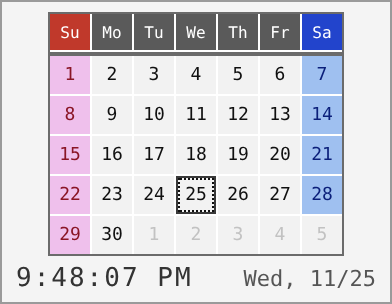 Su Mo Tu We Th Fr Sa
1 2 3 4 5 6 7
8 9 10 11 12 13 14
15 16 17 18 19 20 21
22 23 24 25 26 27 28
29 30 1 2 3 4 5
9:48:07 PM Wed, 11/25